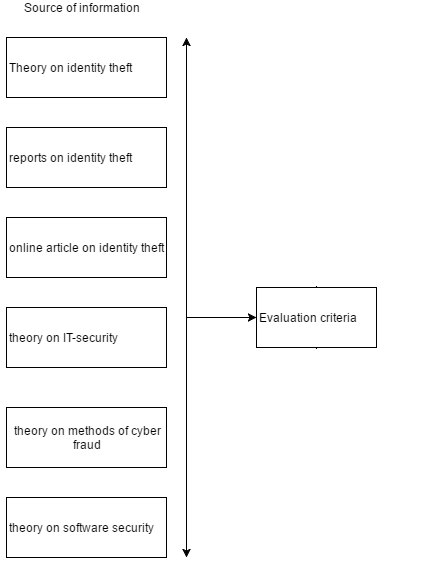 Source of information
Theory on identity theft
reports on identity theft
online article on identity theft
theory on IT-security
Evaluation criteria
theory on methods of cyber
fraud
theory on software security